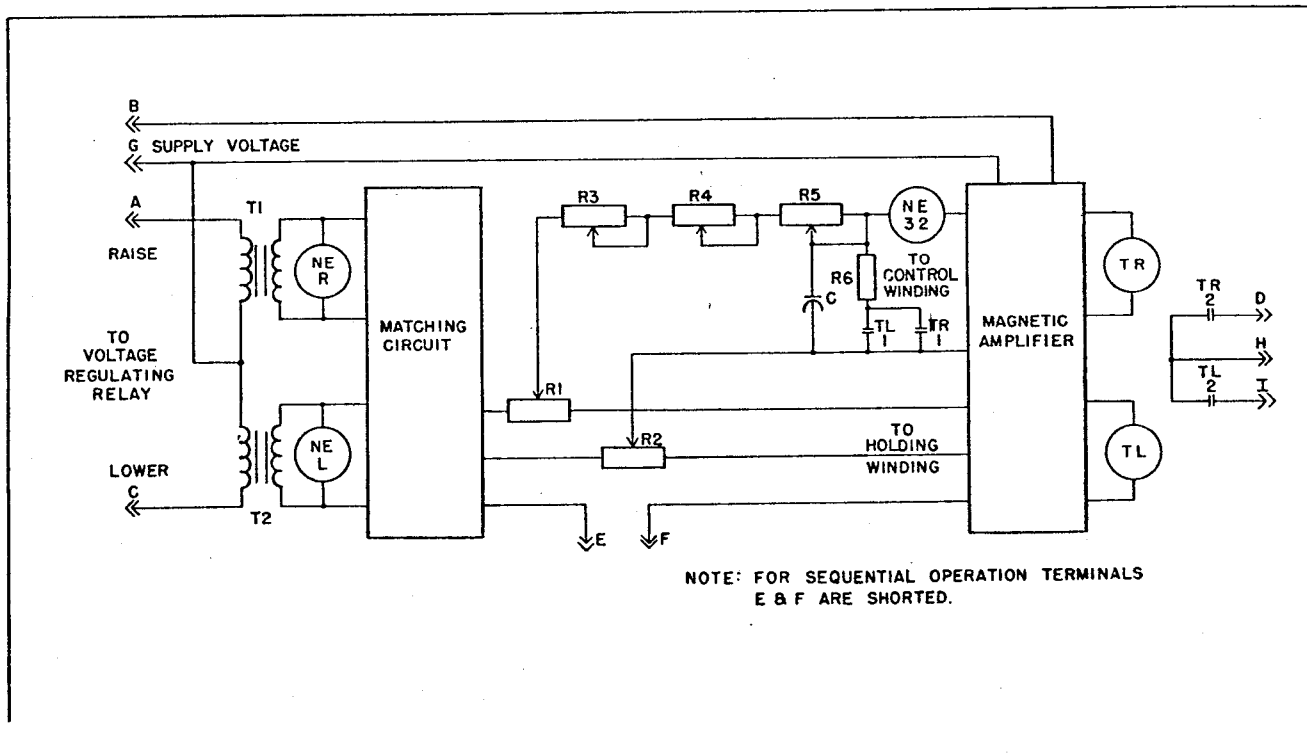 B
G SUPPLY VOLTAGE
A
T1
RAISE
NE
R
TO
VOLTAGE
REGULATING
RELAY
LOWER
C
T2
NE
L
MATCHING
CIRCUIT
R3
R4
R5
NE
32
TO
CONTROL
WINDING
R6
C
TL
1
TR
1
R1
R2
TO
HOLDING
WINDING
E
F
MAGNETIC
AMPLIFIER
TR
TL
TR
2
D
H
TL
2
I
NOTE: FOR SEQUENTIAL OPERATION TERMINALS
E & F ARE SHORTED.